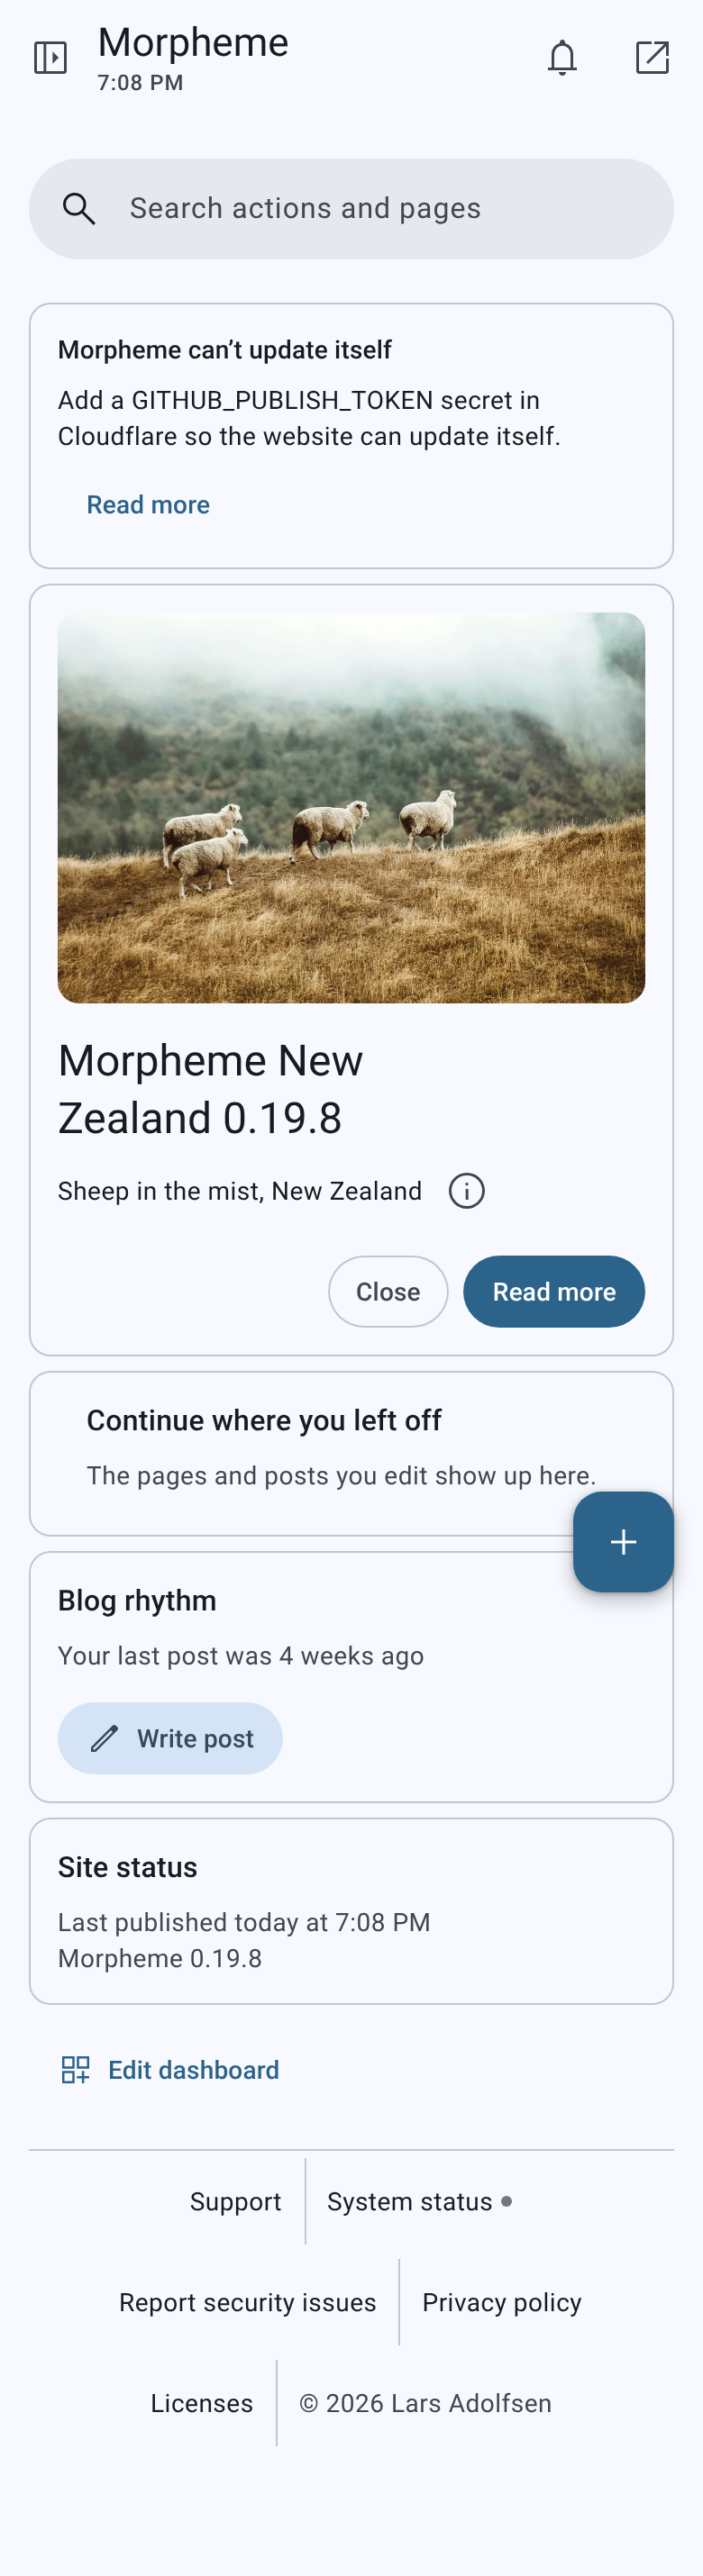 Morpheme
7:08 PM
Search actions and pages
Morpheme can’t update itself
Add a GITHUB_PUBLISH_TOKEN secret in
Cloudflare so the website can update itself.
Read more
Morpheme New
Zealand 0.19.8
Sheep in the mist, New Zealand
Close
Read more
Continue where you left off
The pages and posts you edit show up here.
Blog rhythm
Your last post was 4 weeks ago
Write post
Site status
Last published today at 7:08 PM
Morpheme 0.19.8
Edit dashboard
Support
System status
Report security issues
Privacy policy
Licenses
© 2026 Lars Adolfsen